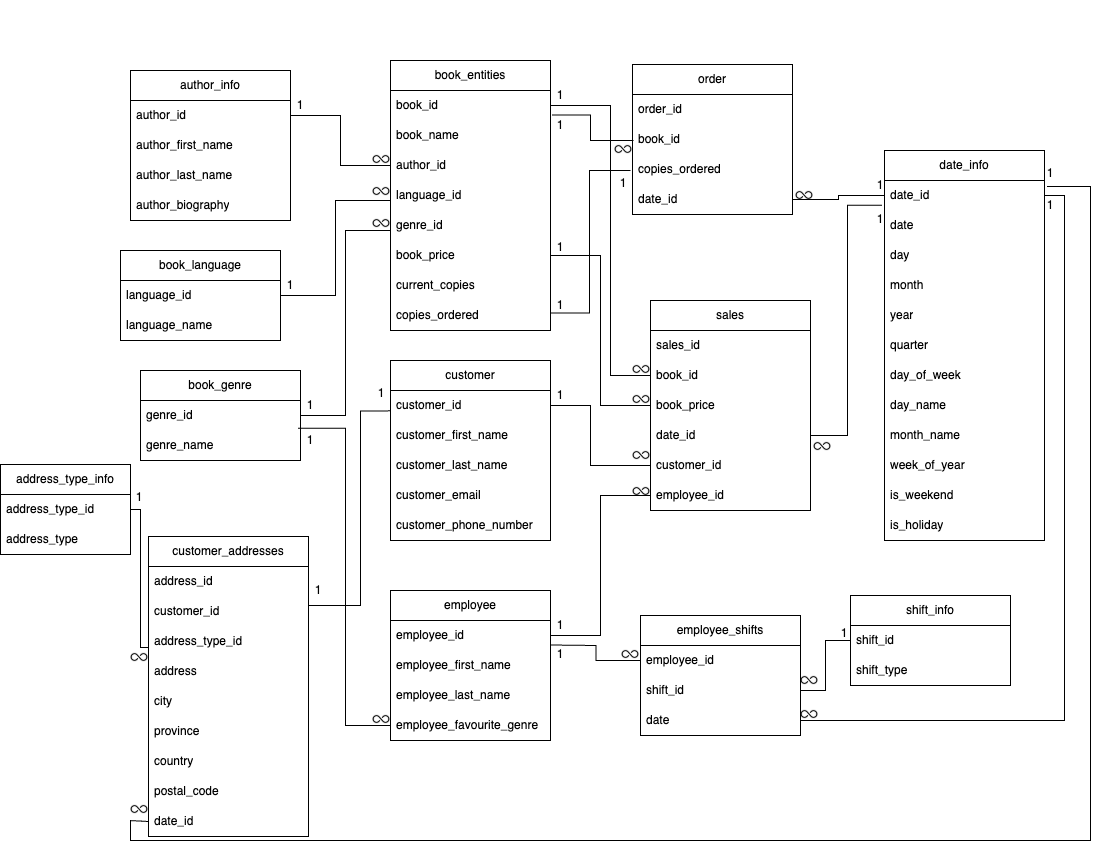 author_info
author_id
author_first_name
author_last_name
author_biography
1
∞
book_language
language_id
language_name
1
∞
book_genre
genre_id
genre_name
1
1
∞
address_type_info
address_type_id
address_type
1
∞
customer_addresses
address_id
customer_id
address_type_id
address
city
province
country
postal_code
date_id
1
∞
book_entities
book_id
book_name
author_id
language_id
genre_id
book_price
current_copies
copies_ordered
1
1
1
1
customer
customer_id
customer_first_name
customer_last_name
customer_email
customer_phone_number
1
1
employee
employee_id
employee_first_name
employee_last_name
employee_favourite_genre
1
1
∞
order
order_id
book_id
copies_ordered
date_id
∞
1
∞
sales
sales_id
book_id
book_price
date_id
customer_id
employee_id
∞
∞
∞
∞
∞
employee_shifts
employee_id
shift_id
date
∞
∞
∞
date_info
date_id
date
day
month
year
quarter
day_of_week
day_name
month_name
week_of_year
is_weekend
is_holiday
1
1
1
1
shift_info
shift_id
shift_type
1